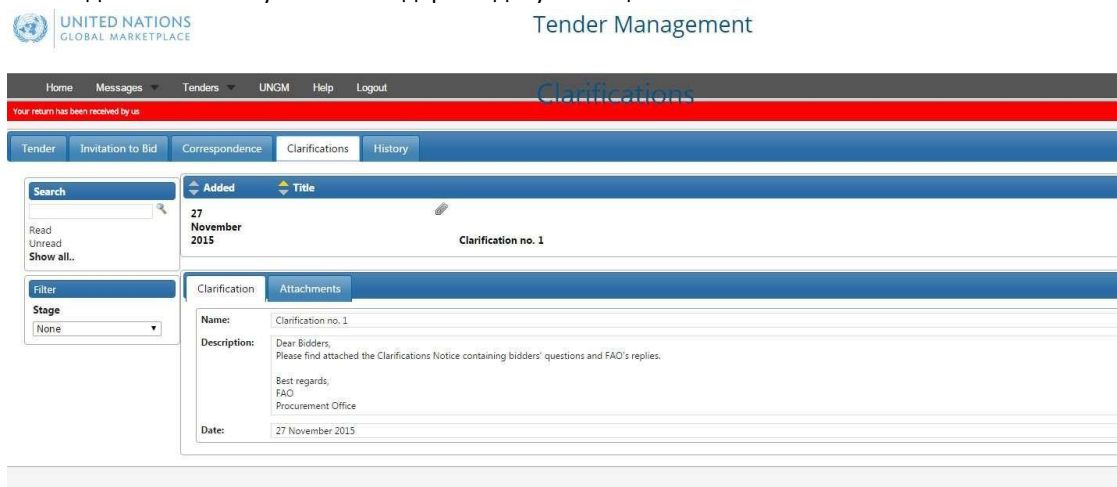 UNITED NATIONS
GLOBAL MARKETPLACE
Tender Management
Home Messages Tenders UNGM Help Logout
Clarifications
Your return has been received by us
Tender Invitation to Bid Correspondence Clarifications History
Search
Read
Unread
Show all..
Filter
Stage
None
Added Title
27
November
2015
Clarification no. 1
Clarification Attachments
Name: Clarification no. 1
Description: Dear Bidders,
Please find attached the Clarifications Notice containing bidders' questions and FAO's replies.
Best regards,
FAO
Procurement Office
Date: 27 November 2015